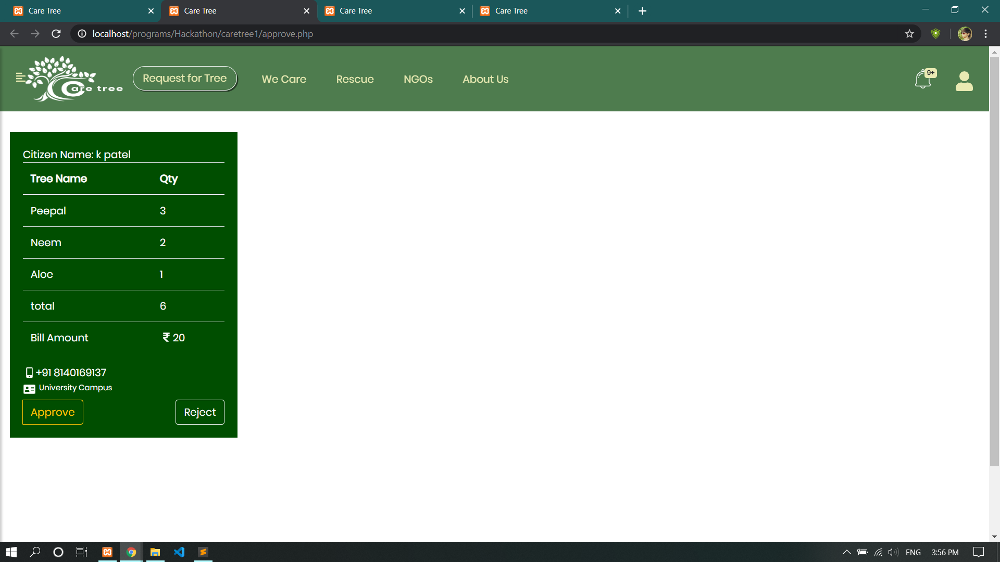 Care Tree
Care Tree
Care Tree
Care Tree
localhost/programs/Hackathon/caretree1/approve.php
Care tree
Request for Tree
We Care
Rescue
NGOs
About Us
9+
Citizen Name: k patel
Tree Name Qty
Peepal 3
Neem 2
Aloe 1
total 6
Bill Amount ₹ 20
+91 8140169137
University Campus
Approve
Reject
ENG
3:56 PM